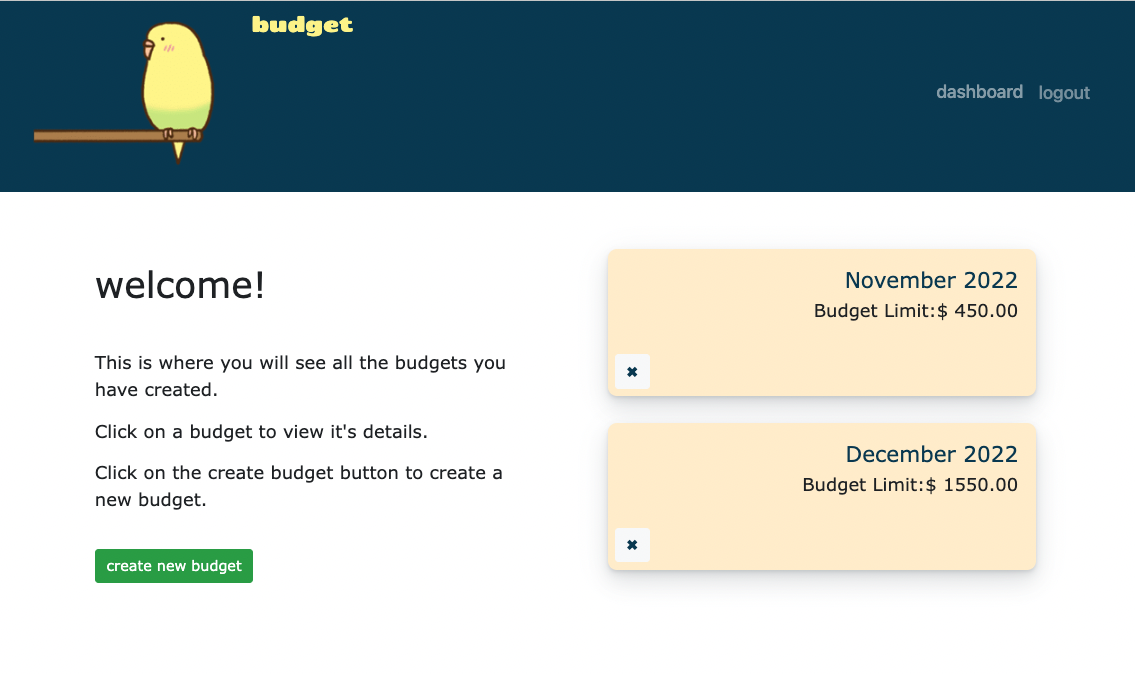 budget
dashboard logout
welcome!
This is where you will see all the budgets you
have created.
Click on a budget to view it's details.
Click on the create budget button to create a
new budget.
create new budget
November 2022
Budget Limit:$ 450.00
✖
December 2022
Budget Limit:$ 1550.00
✖